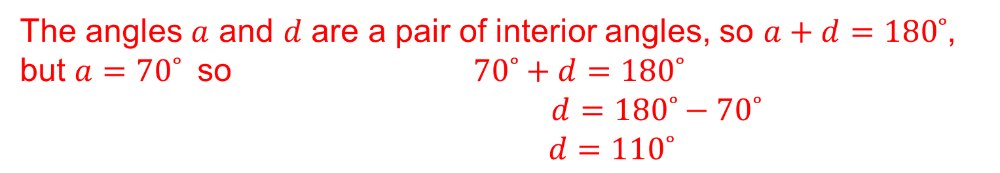 The angles a and d are a pair of interior angles, so a + d = 180°,
but a = 70° so 70° + d = 180°
d = 180° – 70°
d = 110°